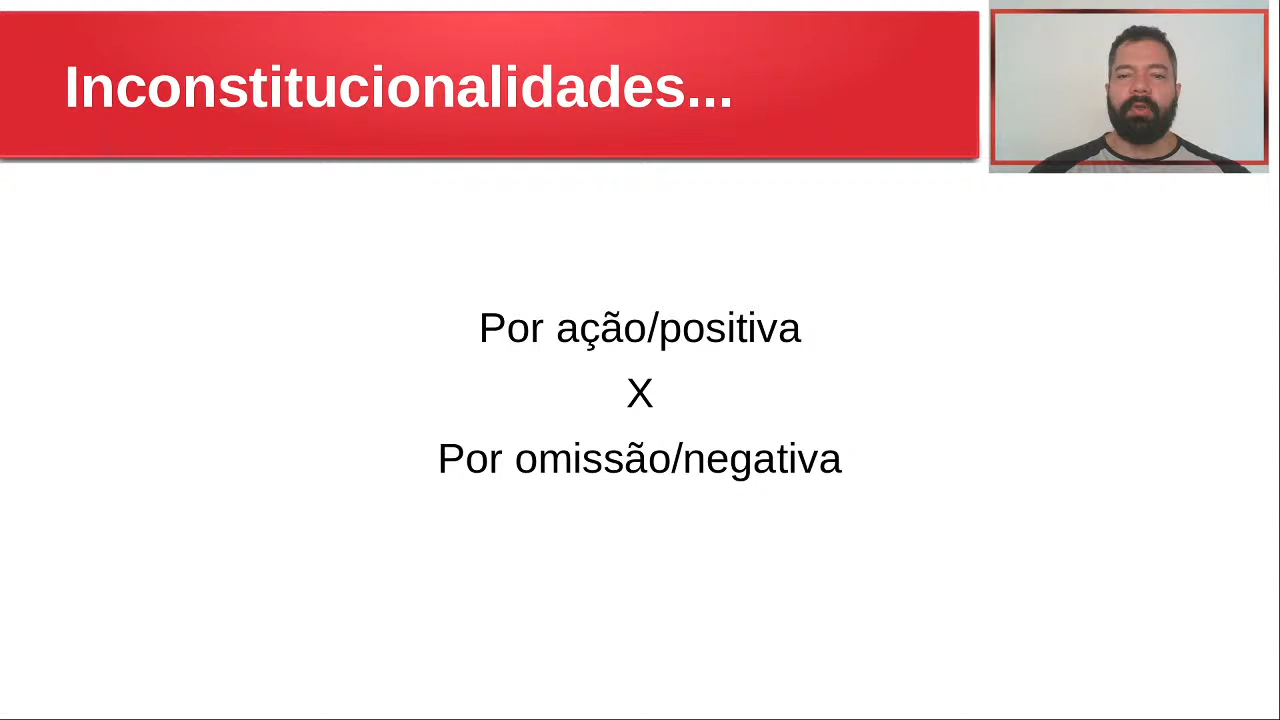 Inconstitucionalidades...
Por ação/positiva
X
Por omissão/negativa